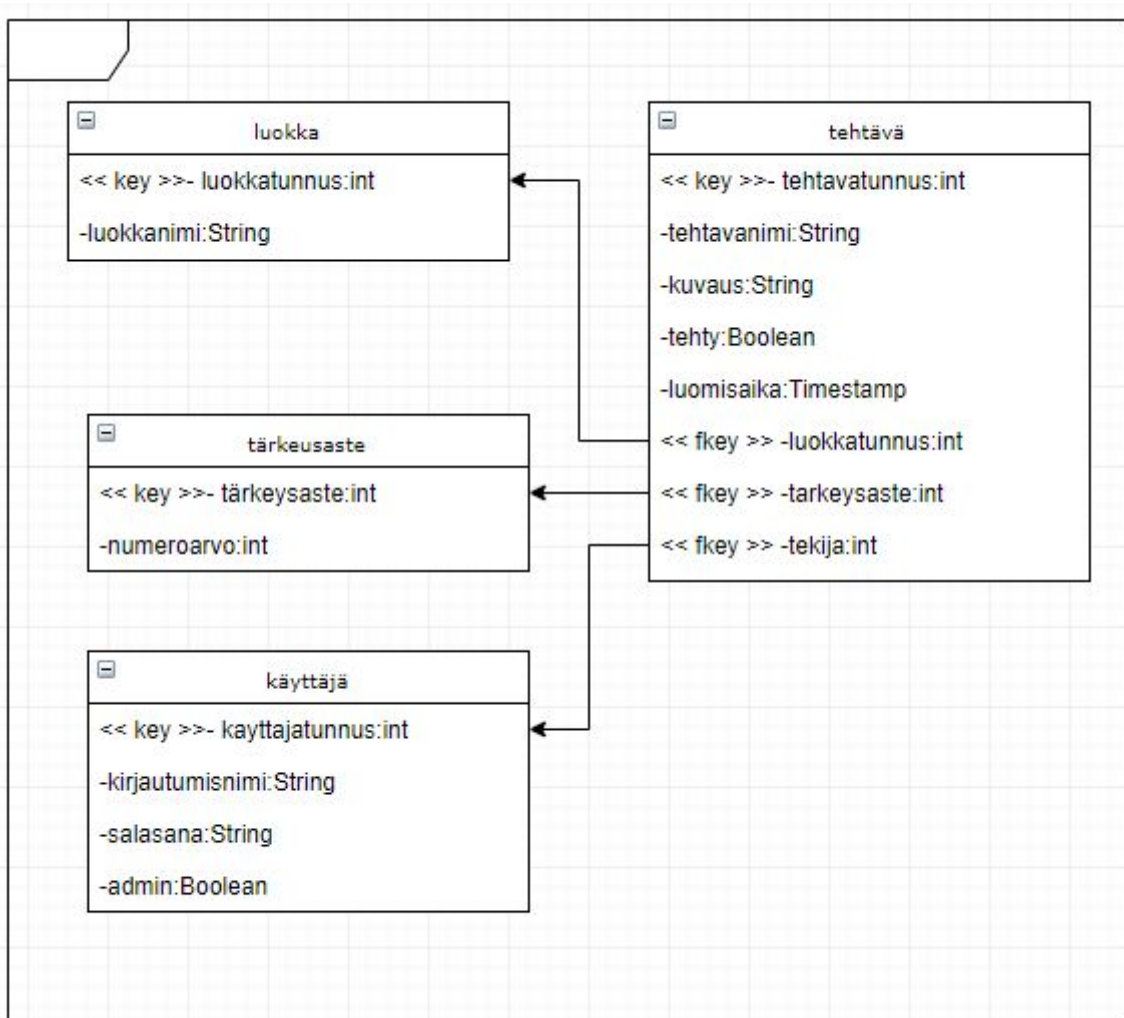 luokka
<< key >>- luokkatunnus:int
-luokkanimi:String
tärkeusaste
<< key >>- tärkeysaste:int
-numeroarvo:int
käyttäjä
<< key >>- kayttajatunnus:int
-kirjautumisnimi:String
-salasana:String
-admin:Boolean
tehtävä
<< key >>- tehtavatunnus:int
-tehtavanimi:String
-kuvaus:String
-tehty:Boolean
-luomisaika:Timestamp
<< fkey >> -luokkatunnus:int
<< fkey >> -tarkeysaste:int
<< fkey >> -tekija:int